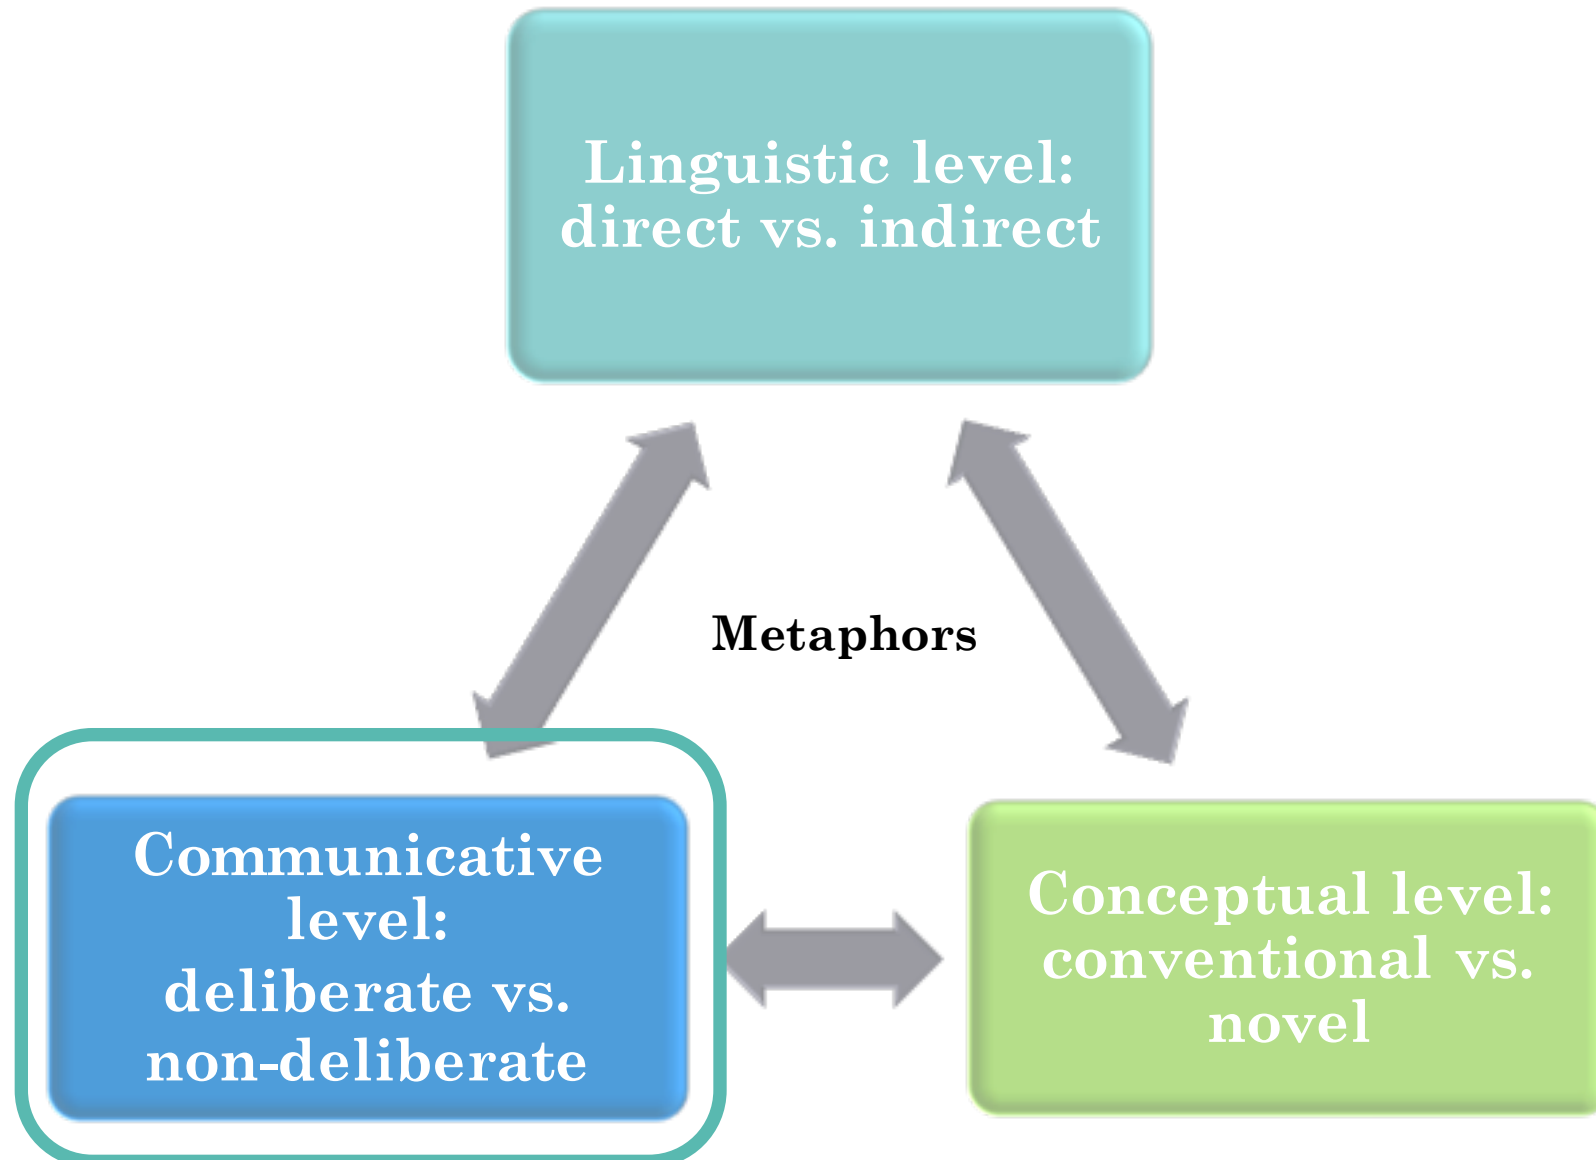 Linguistic level:
direct vs. indirect
Metaphors
Communicative
level:
deliberate vs.
non-deliberate
Conceptual level:
conventional vs.
novel